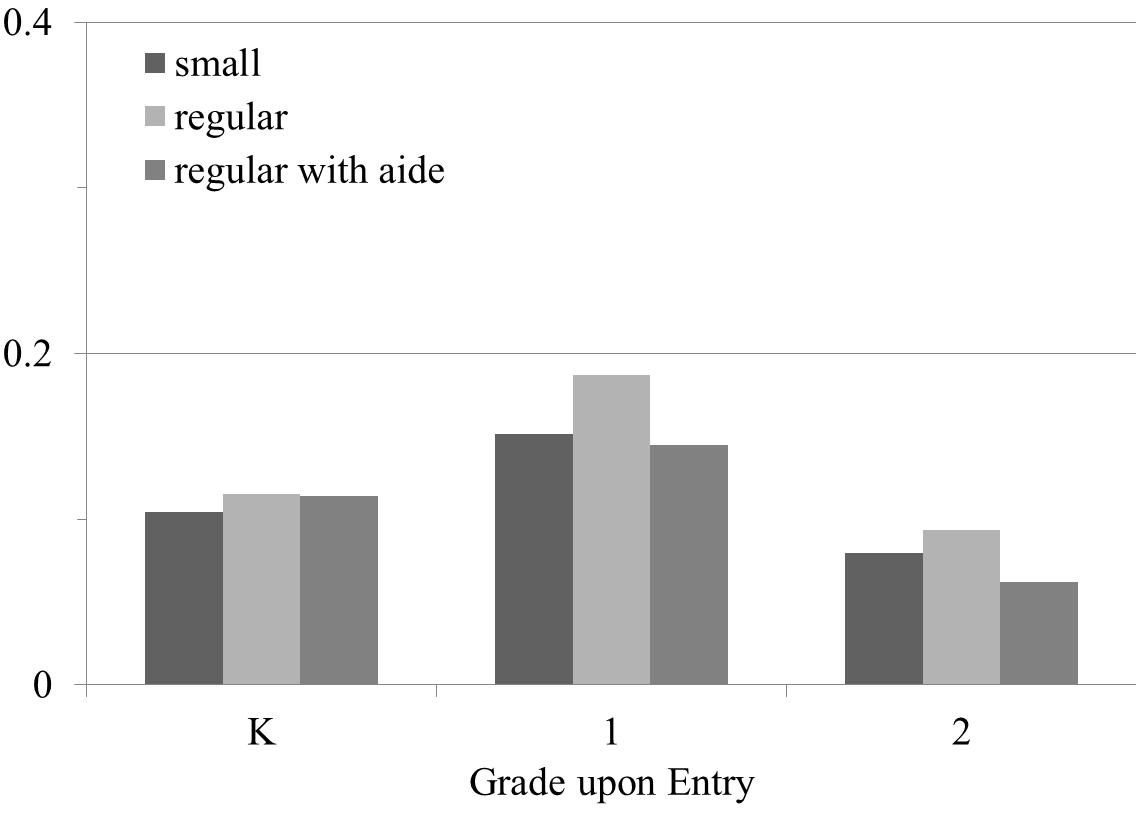 0.4
small
regular
regular with aide
0.2
0
K 1 2
Grade upon Entry